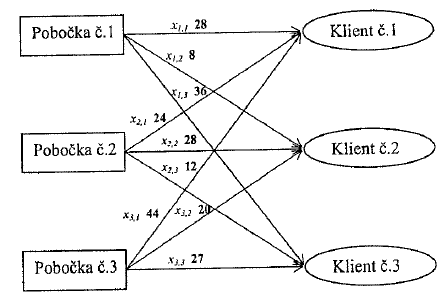 Pobočka č.1
x1,1 28
Klient č.1
x1,2 8
x1,3 36
x2,1 24
Pobočka č.2
x2,2 28
Klient č.2
x2,3 12
x3,1 44
x3,2 20
Pobočka č.3
x3,3 27
Klient č.3